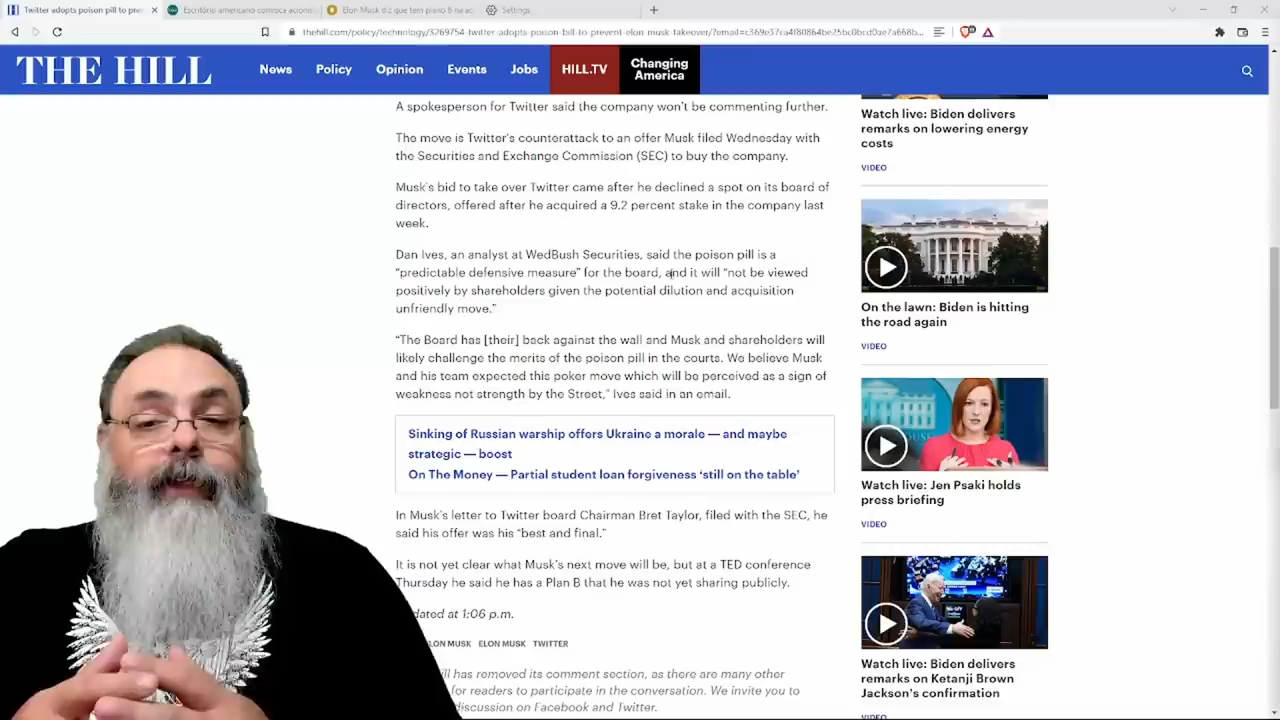 Twitter adopts poison pill to pre
Escritório americano convoca aciono
Elon Musk diz que tem plano B na ac
Settings
thehill.com/policy/technology/3269754-twitter-adopts-poison-bill-to-prevent-elon-musk-takeover/?email=
THE HILL
News Policy Opinion Events Jobs HILL.TV Changing America
A spokesperson for Twitter said the company won't be commenting further.
The move is Twitter's counterattack to an offer Musk filed Wednesday with
the Securities and Exchange Commission (SEC) to buy the company.
Musk's bid to take over Twitter came after he declined a spot on its board of
directors, offered after he acquired a 9.2 percent stake in the company last
week.
Dan Ives, an analyst at WedBush Securities, said the poison pill is a
“predictable defensive measure” for the board, and it will “not be viewed
positively by shareholders given the potential dilution and acquisition
unfriendly move.”
“The Board has [their] back against the wall and Musk and shareholders will
likely challenge the merits of the poison pill in the courts. We believe Musk
and his team expected this poker move which will be perceived as a sign of
weakness not strength by the Street,” Ives said in an email.
Sinking of Russian warship offers Ukraine a morale — and maybe
strategic — boost
On The Money — Partial student loan forgiveness ‘still on the table’
In Musk's letter to Twitter board Chairman Bret Taylor, filed with the SEC, he
said his offer was his “best and final.”
It is not yet clear what Musk's next move will be, but at a TED conference
Thursday he said he has a Plan B that he was not yet sharing publicly.
dated at 1:06 p.m.
LON MUSK ELON MUSK TWITTER
ill has removed its comment section, as there are many other
for readers to participate in the conversation. We invite you to
discussion on Facebook and Twitter.
Watch live: Biden delivers
remarks on lowering energy
costs
VIDEO
On the lawn: Biden is hitting
the road again
VIDEO
Watch live: Jen Psaki holds
press briefing
VIDEO
Watch live: Biden delivers
remarks on Ketanji Brown
Jackson's confirmation
VIDEO